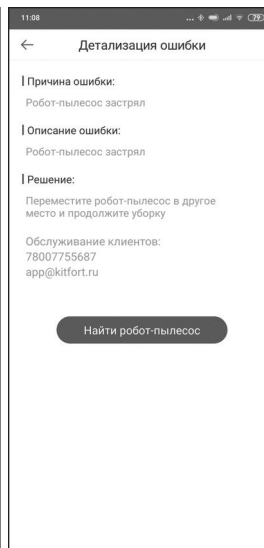 11:08
... 79
Детализация ошибки
Причина ошибки:
Робот-пылесос застрял
Описание ошибки:
Робот-пылесос застрял
Решение:
Переместите робот-пылесос в другое
место и продолжите уборку
Обслуживание клиентов:
78007755687
app@kitfort.ru
Найти робот-пылесос